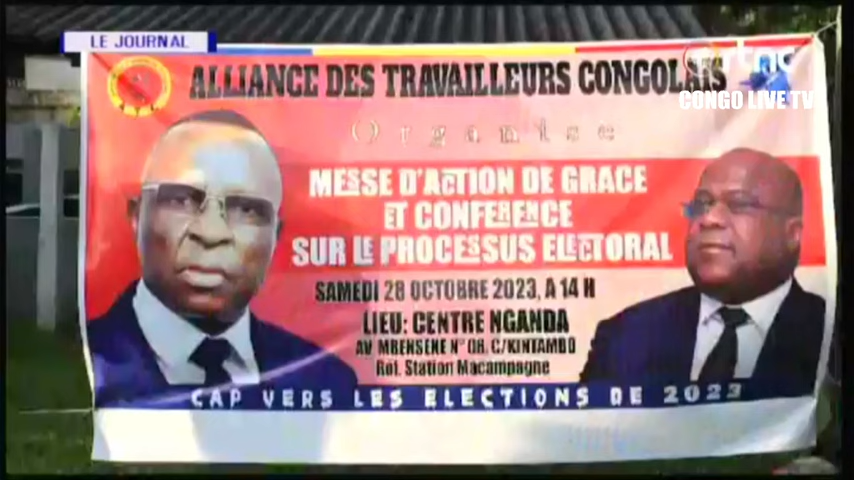 LE JOURNAL
rtnc
CONGO LIVE TV
ALLIANCE DES TRAVAILLEURS CONGOLAIS
Organise
MESSE D'ACTION DE GRACE
ET CONFERENCE
SUR LE PROCESSUS ELECTORAL
SAMEDI 28 OCTOBRE 2023, A 14 H
LIEU: CENTRE NGANDA
AV. MBENSEKE N° 08. C/KINTAMBO
Réf. Station Macampagne
CAP VERS LES ELECTIONS DE 2023